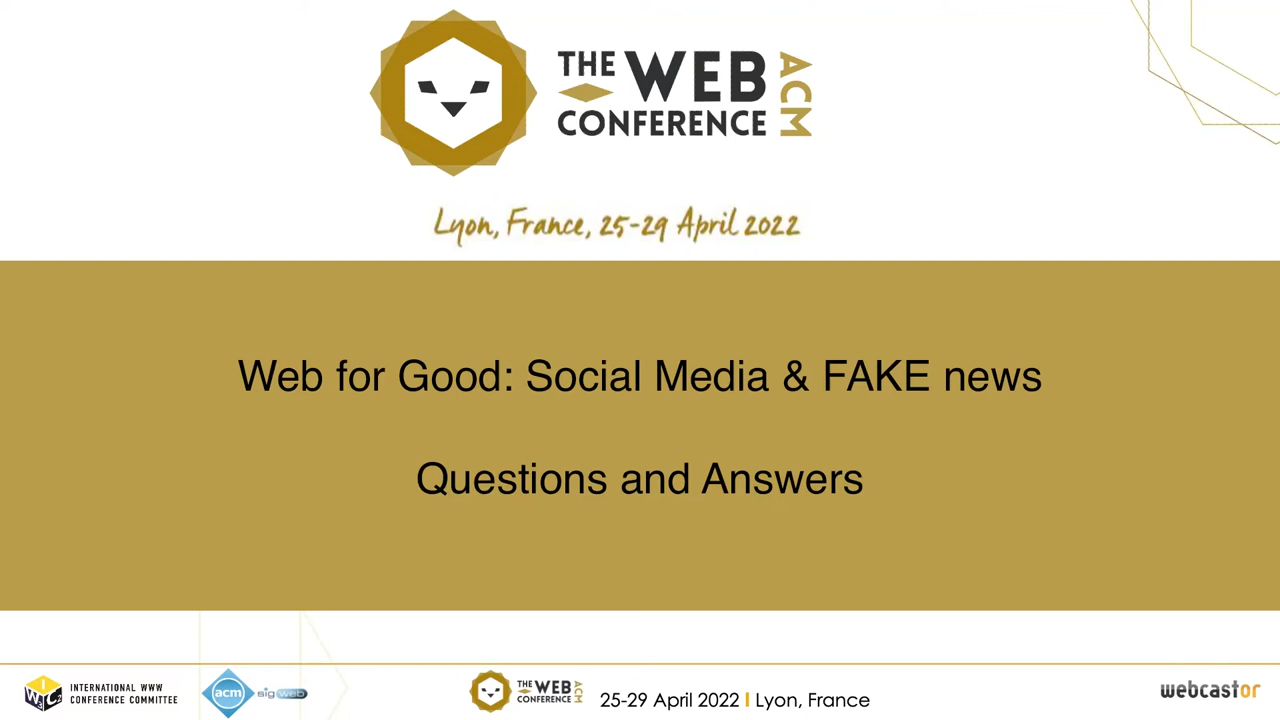 THE WEB ACM
CONFERENCE
Lyon, France, 25-29 April 2022
Web for Good: Social Media & FAKE news
Questions and Answers
INTERNATIONAL WWW
CONFERENCE COMMITTEE
acm sigweb
THE WEB ACM
CONFERENCE
25-29 April 2022 I Lyon, France
webcastor